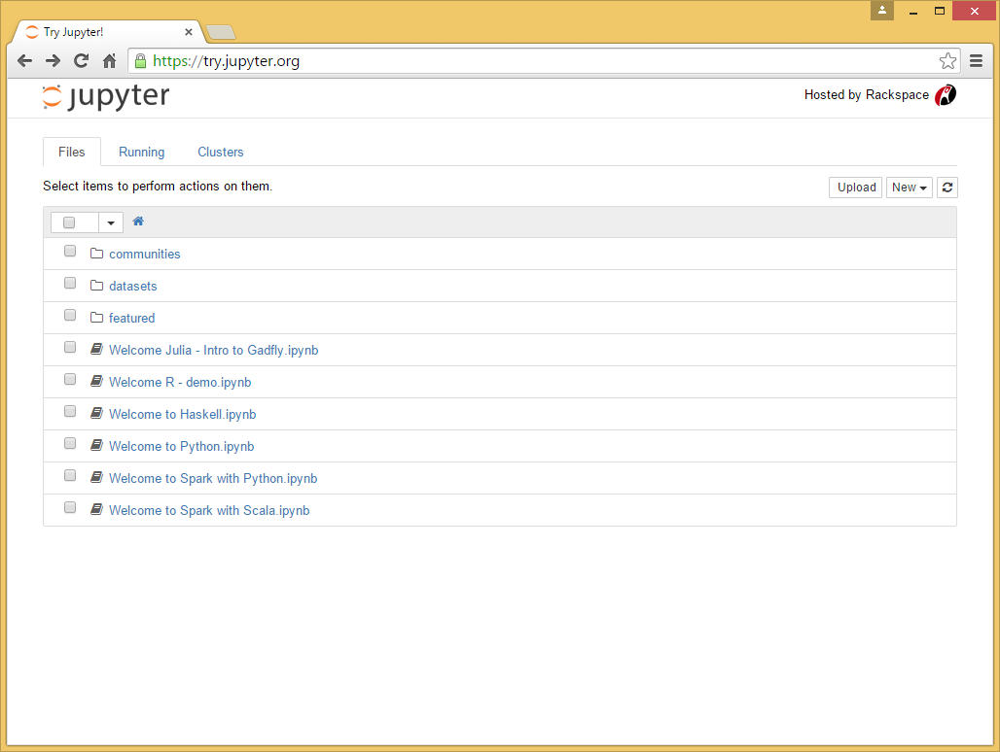 Try Jupyter!
https://try.jupyter.org
jupyter
Hosted by Rackspace
Files Running Clusters
Select items to perform actions on them.
Upload New
communities
datasets
featured
Welcome Julia - Intro to Gadfly.ipynb
Welcome R - demo.ipynb
Welcome to Haskell.ipynb
Welcome to Python.ipynb
Welcome to Spark with Python.ipynb
Welcome to Spark with Scala.ipynb